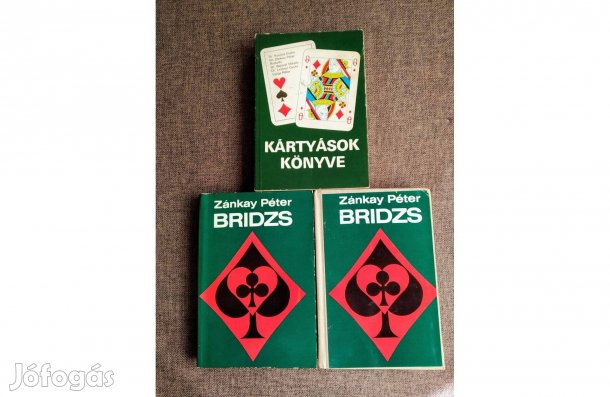 KÁRTYÁSOK
KÖNYVE
Zánkay Péter
BRIDZS
Zánkay Péter
BRIDZS
Jófogás